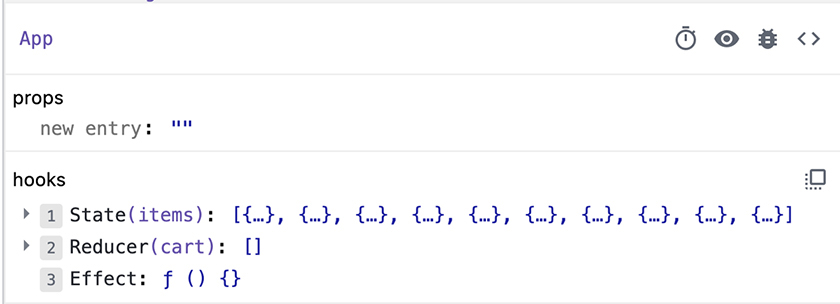 App
props
new entry: ""
hooks
1 State(items): [{…}, {…}, {…}, {…}, {…}, {…}, {…}, {…}, {…}, {…}]
2 Reducer(cart): []
3 Effect: ƒ () {}